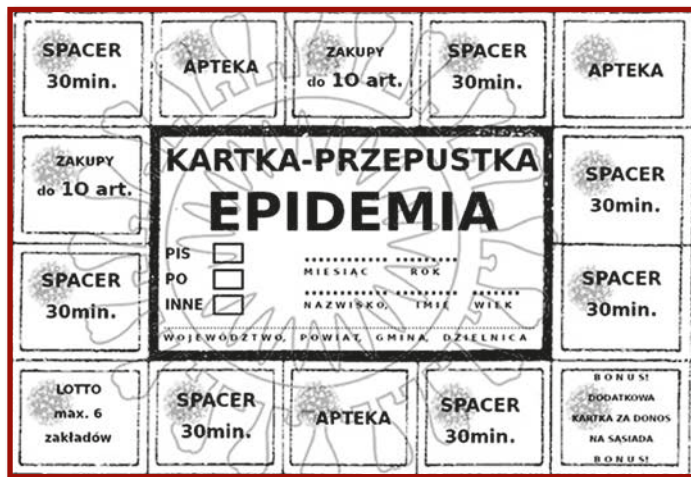 SPACER
30min.
APTEKA
ZAKUPY
do 10 art.
SPACER
30min.
APTEKA
ZAKUPY
do 10 art.
KARTKA-PRZEPUSTKA
EPIDEMIA
PIS
PO
INNE
MIESIĄC ROK
NAZWISKO, IMIE WIEK
WOJEWÓDZTWO, POWIAT, GMINA, DZIELNICA
SPACER
30min.
SPACER
30min.
SPACER
30min.
LOTTO
max. 6
zakładów
SPACER
30min.
APTEKA
SPACER
30min.
BONUS!
DODATKOWA
KARTKA ZA DONOS
NA SĄSIADA
BONUS!